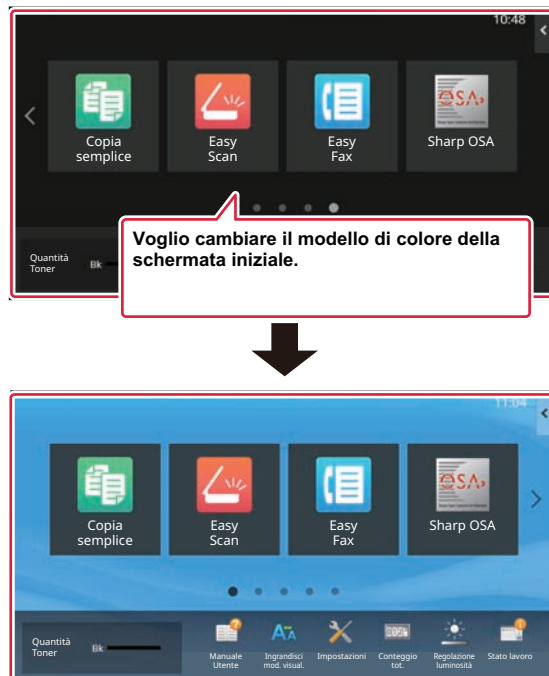 10:48
Copia
semplice
Easy
Scan
Easy
Fax
Sharp OSA
OSA
Voglio cambiare il modello di colore della
schermata iniziale.
Quantità
Toner
Bk
11:04
Copia
semplice
Easy
Scan
Easy
Fax
Sharp OSA
OSA
Quantità
Toner
Bk
Manuale
Utente
Ingrandisci
mod. visual.
Impostazioni
Conteggio
tot.
Regolazione
luminosità
Stato lavoro